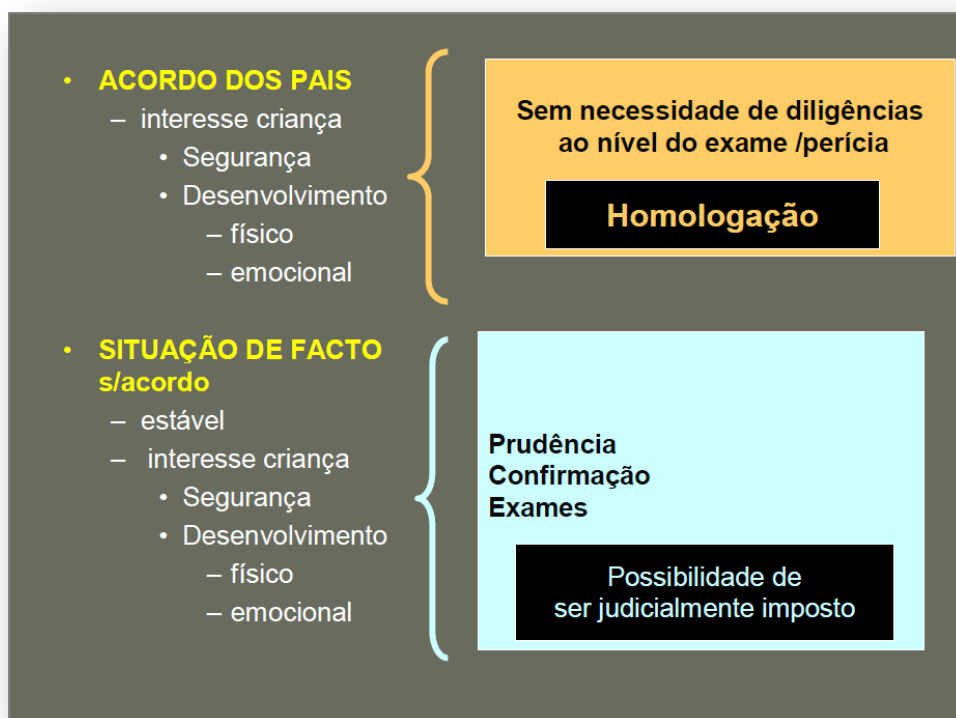 • ACORDO DOS PAIS
– interesse criança
• Segurança
• Desenvolvimento
– físico
– emocional
Sem necessidade de diligências
ao nível do exame /perícia
Homologação
• SITUAÇÃO DE FACTO
s/acordo
– estável
– interesse criança
• Segurança
• Desenvolvimento
– físico
– emocional
Prudência
Confirmação
Exames
Possibilidade de
ser judicialmente imposto